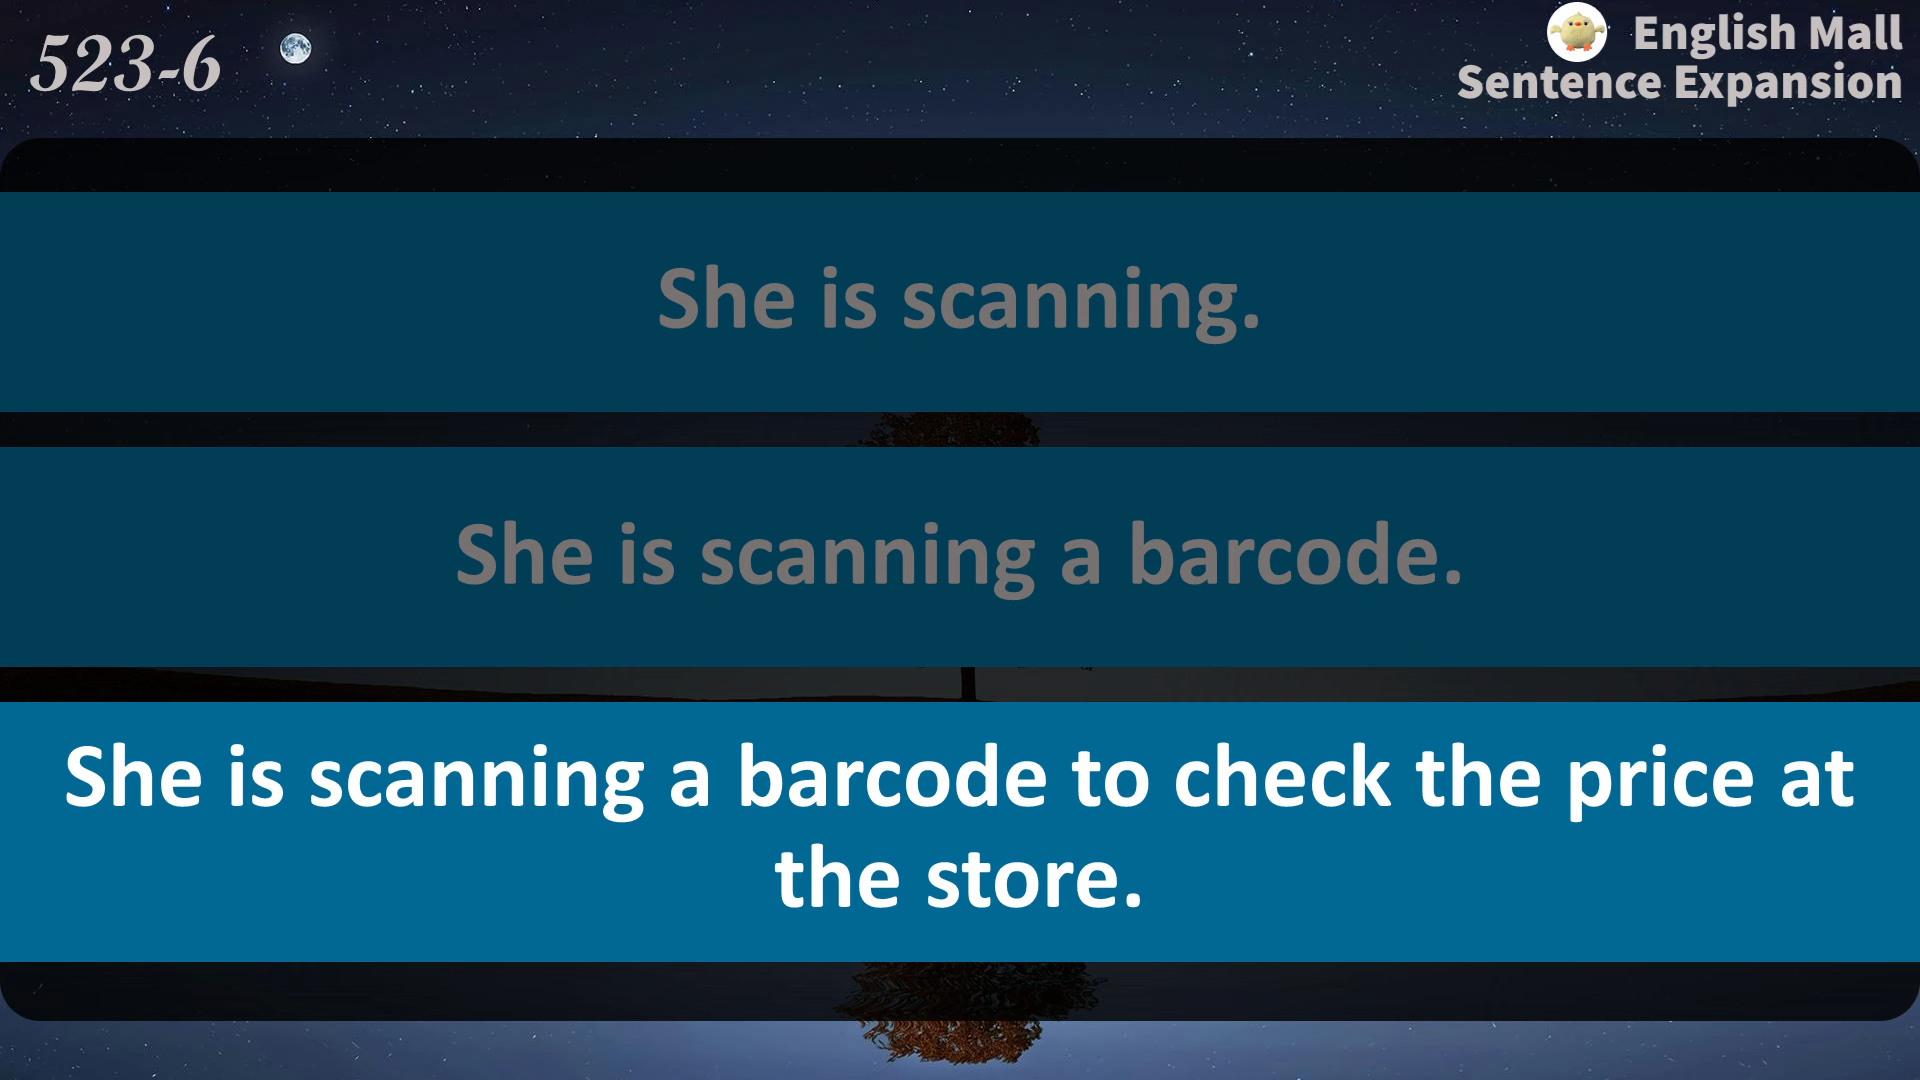 523-6
English Mall
Sentence Expansion
She is scanning.
She is scanning a barcode.
She is scanning a barcode to check the price at
the store.